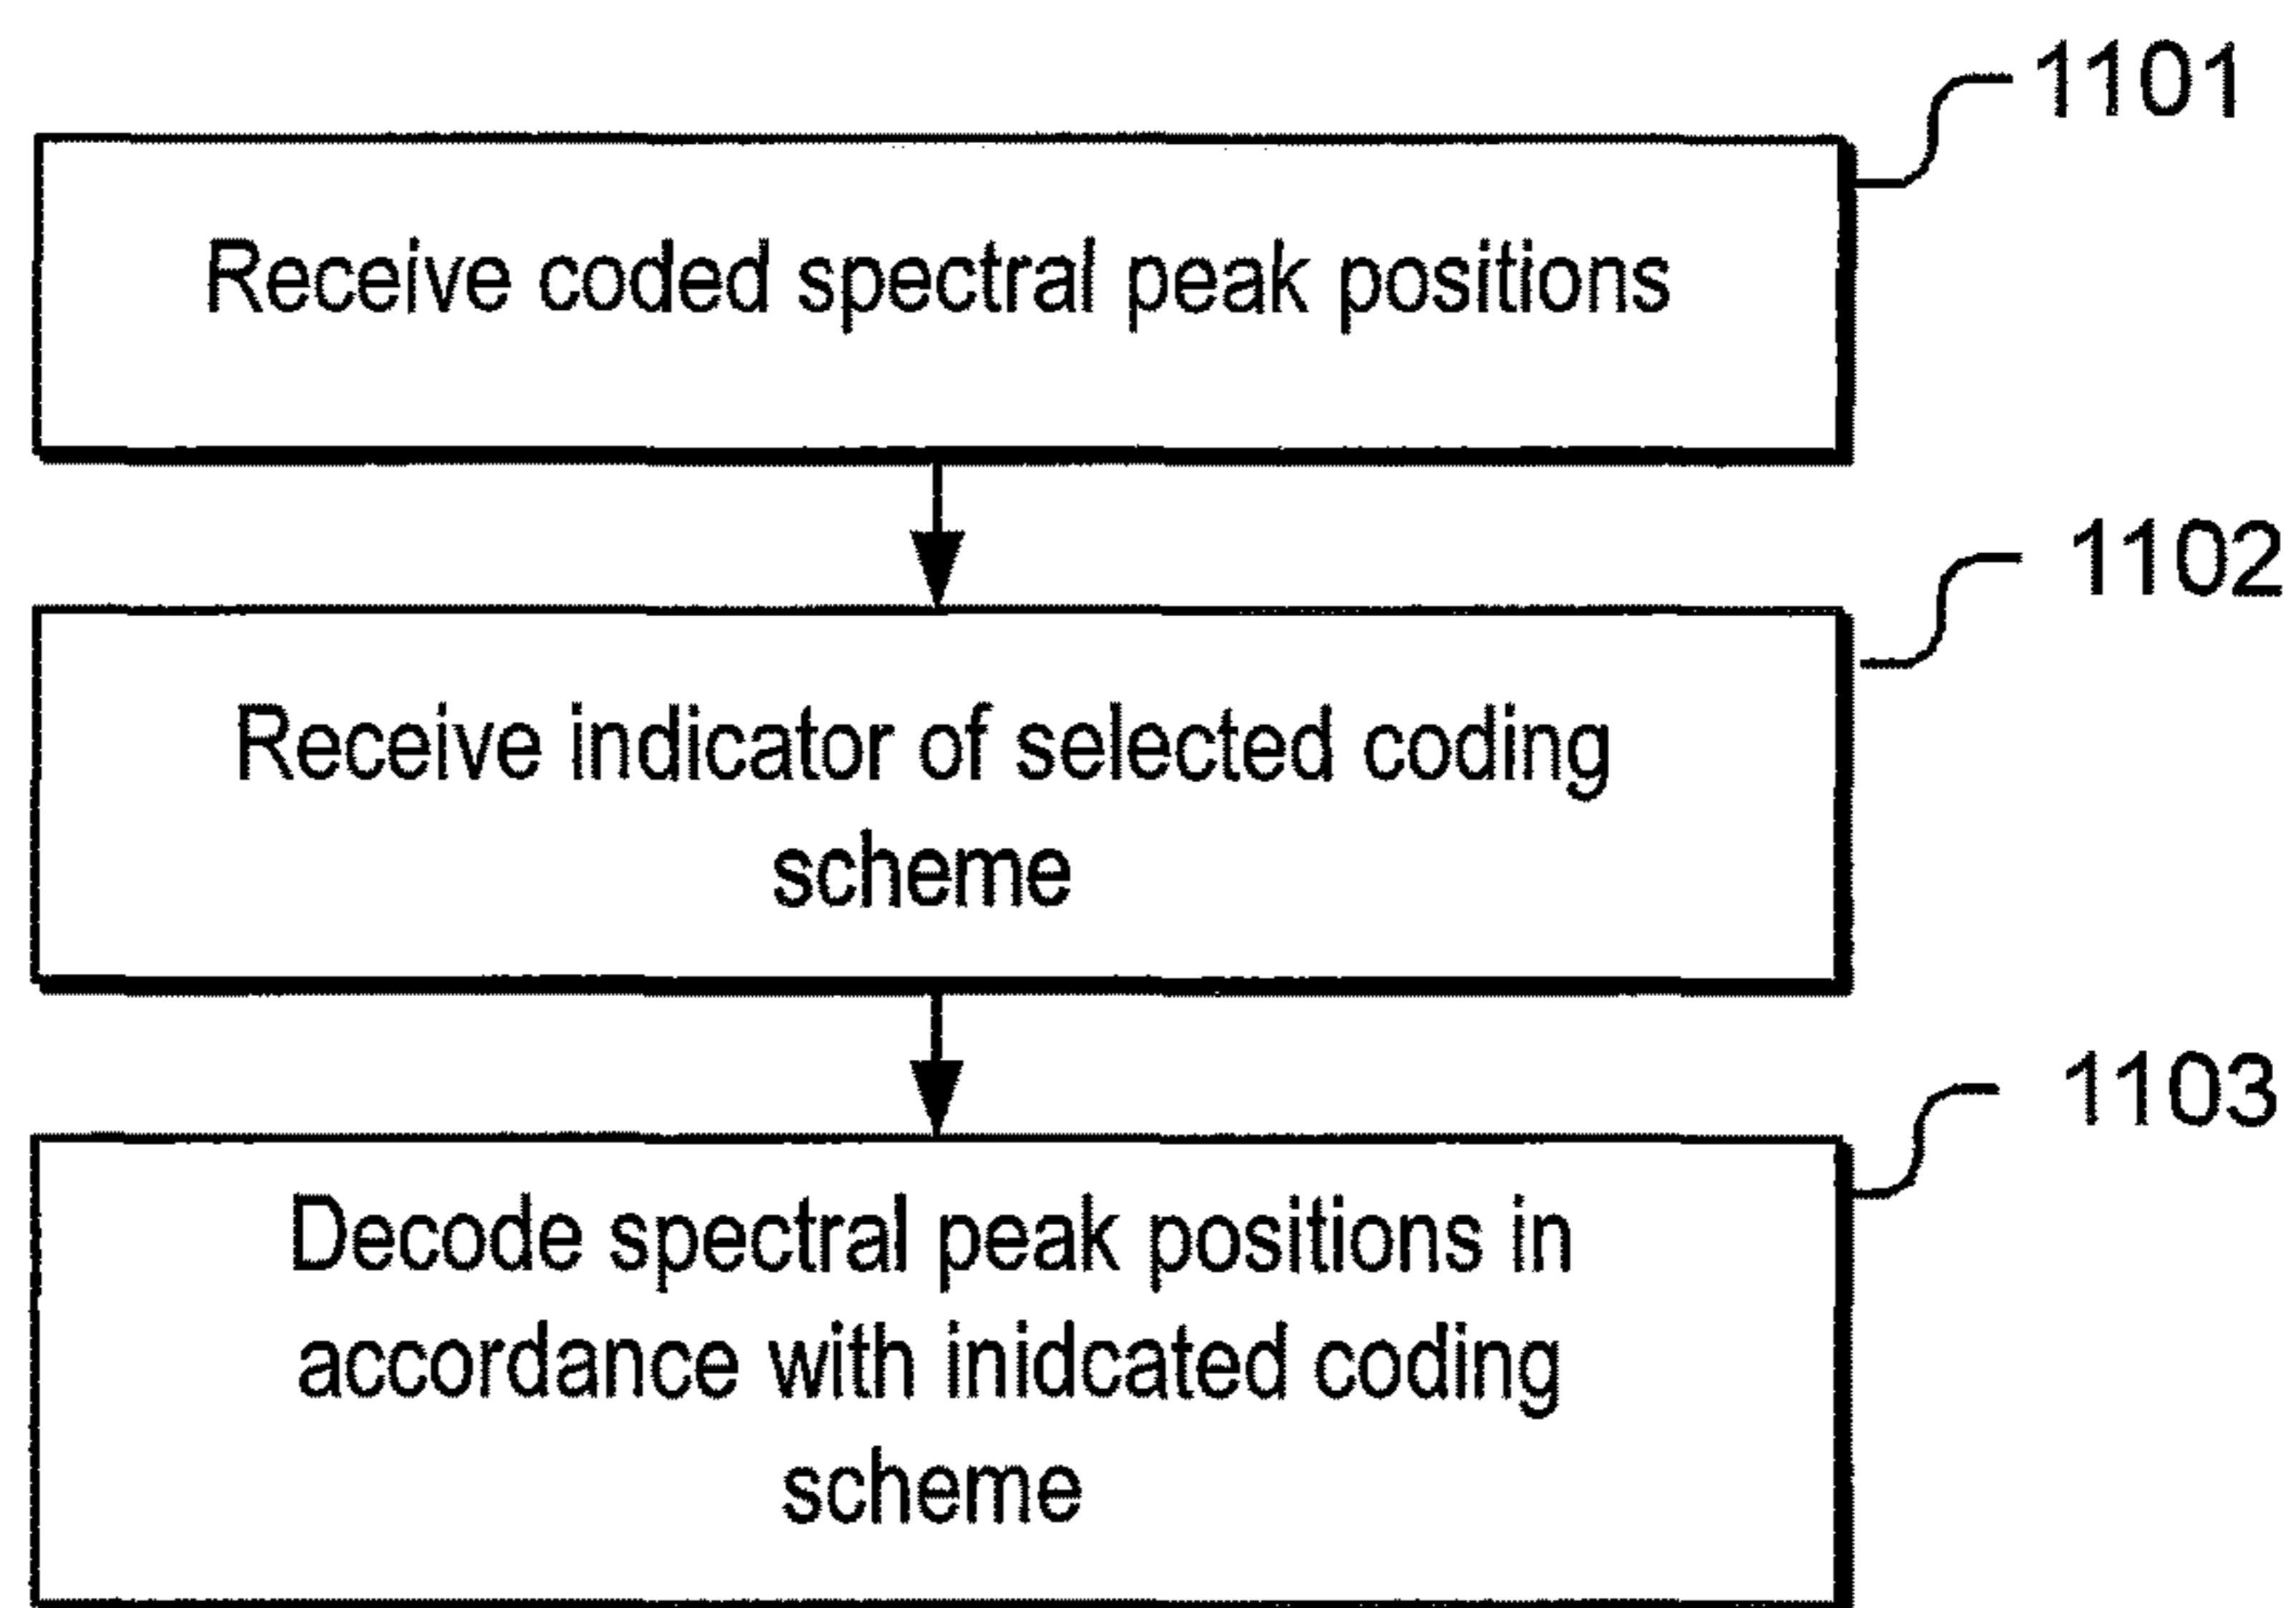 1101
Receive coded spectral peak positions
1102
Receive indicator of selected coding
scheme
1103
Decode spectral peak positions in
accordance with inidcated coding
scheme